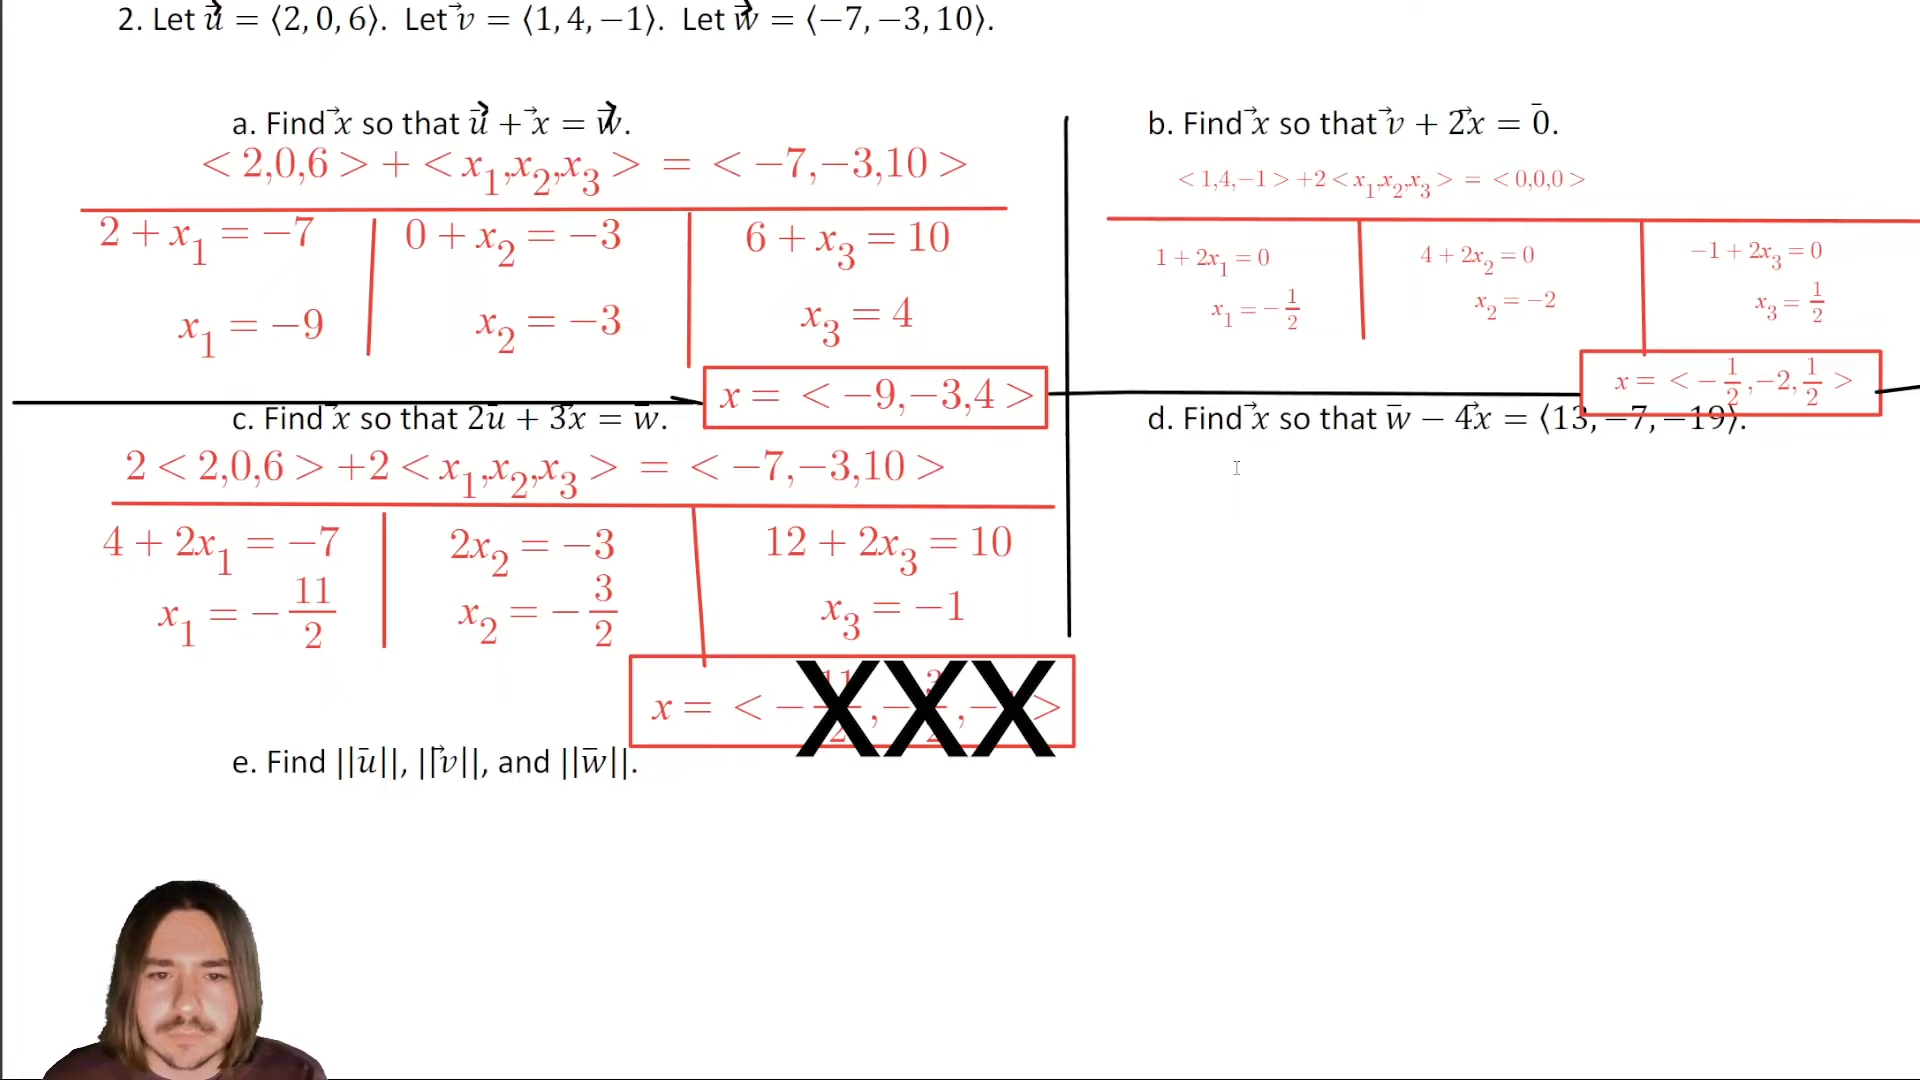 2. Let u⃗ = ⟨2, 0, 6⟩. Let v⃗ = ⟨1, 4, −1⟩. Let w⃗ = ⟨−7, −3, 10⟩.
a. Find x⃗ so that u⃗ + x⃗ = w⃗.
< 2,0,6 > + < x₁,x₂,x₃ > = < −7,−3,10 >
2 + x₁ = −7
x₁ = −9
0 + x₂ = −3
x₂ = −3
6 + x₃ = 10
x₃ = 4
x = < −9,−3,4 >
b. Find x⃗ so that v⃗ + 2x⃗ = 0̄.
< 1,4,−1 > +2 < x₁,x₂,x₃ > = < 0,0,0 >
1 + 2x₁ = 0
x₁ = −1/2
4 + 2x₂ = 0
x₂ = −2
−1 + 2x₃ = 0
x₃ = 1/2
x = < −1/2,−2,1/2 >
c. Find x⃗ so that 2ū + 3x⃗ = w̄.
2 < 2,0,6 > +2 < x₁,x₂,x₃ > = < −7,−3,10 >
4 + 2x₁ = −7
x₁ = −11/2
2x₂ = −3
x₂ = −3/2
12 + 2x₃ = 10
x₃ = −1
x = < − XXX >
d. Find x⃗ so that w̄ − 4x⃗ = ⟨13, −7, −19⟩.
e. Find ||ū||, ||v⃗||, and ||w̄||.